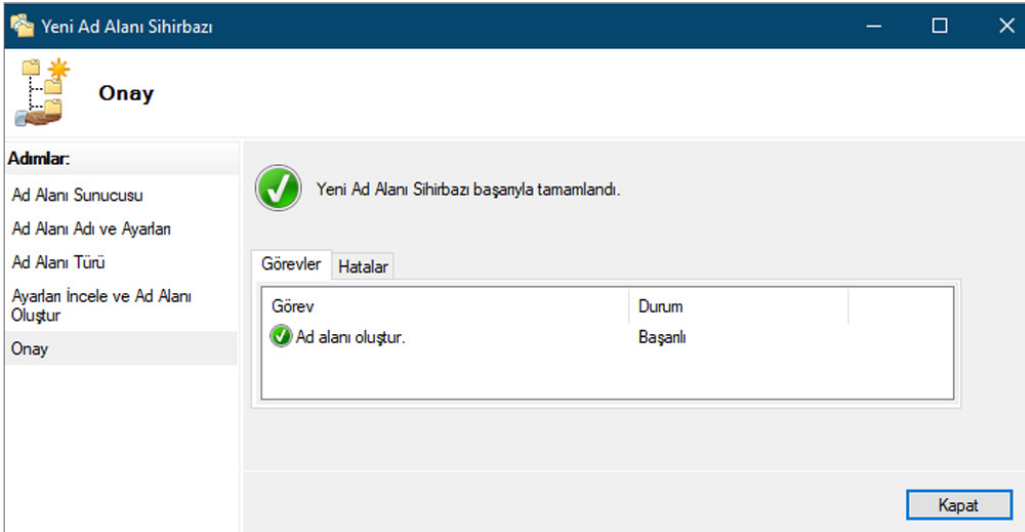 Yeni Ad Alanı Sihirbazı
Onay
Adımlar:
Ad Alanı Sunucusu
Ad Alanı Adı ve Ayarları
Ad Alanı Türü
Ayarları İncele ve Ad Alanı
Oluştur
Onay
Yeni Ad Alanı Sihirbazı başarıyla tamamlandı.
Görevler Hatalar
Görev Durum
Ad alanı oluştur. Başarılı
Kapat